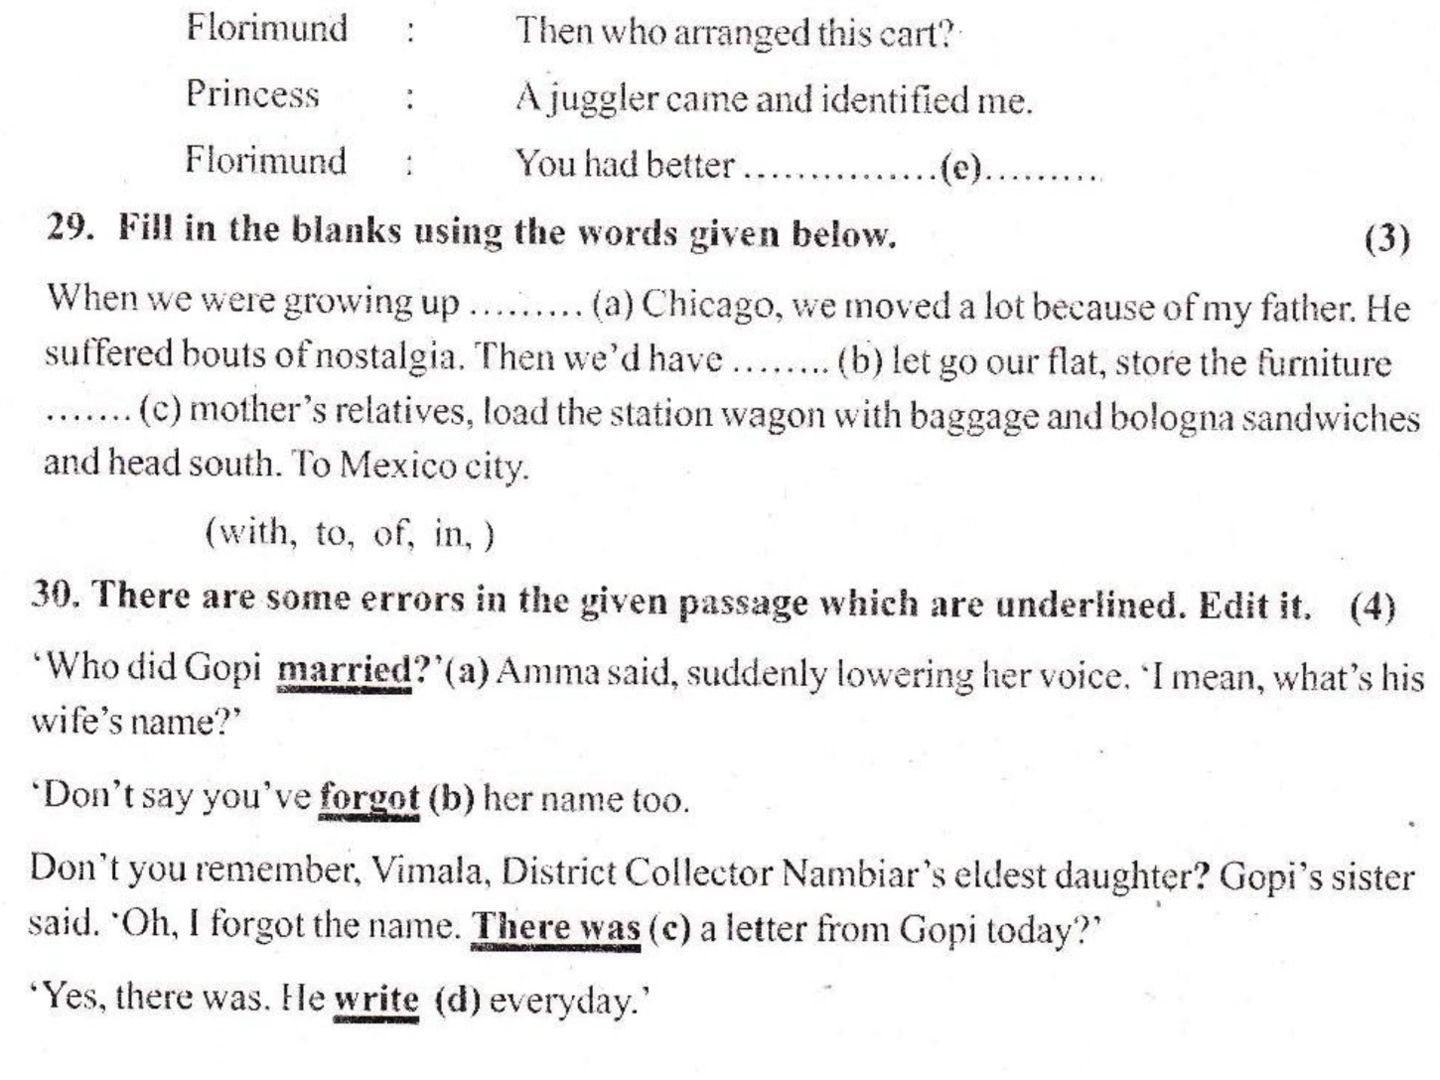 Florimund : Then who arranged this cart?
Princess : A juggler came and identified me.
Florimund : You had better ...............(e)..........
29. Fill in the blanks using the words given below. (3)
When we were growing up ......... (a) Chicago, we moved a lot because of my father. He
suffered bouts of nostalgia. Then we'd have ........ (b) let go our flat, store the furniture
....... (c) mother's relatives, load the station wagon with baggage and bologna sandwiches
and head south. To Mexico city.
(with, to, of, in, )
30. There are some errors in the given passage which are underlined. Edit it. (4)
‘Who did Gopi married?’(a) Amma said, suddenly lowering her voice. ‘I mean, what's his
wife's name?’
‘Don't say you've forgot (b) her name too.
Don't you remember, Vimala, District Collector Nambiar's eldest daughter? Gopi's sister
said. ‘Oh, I forgot the name. There was (c) a letter from Gopi today?’
‘Yes, there was. He write (d) everyday.’